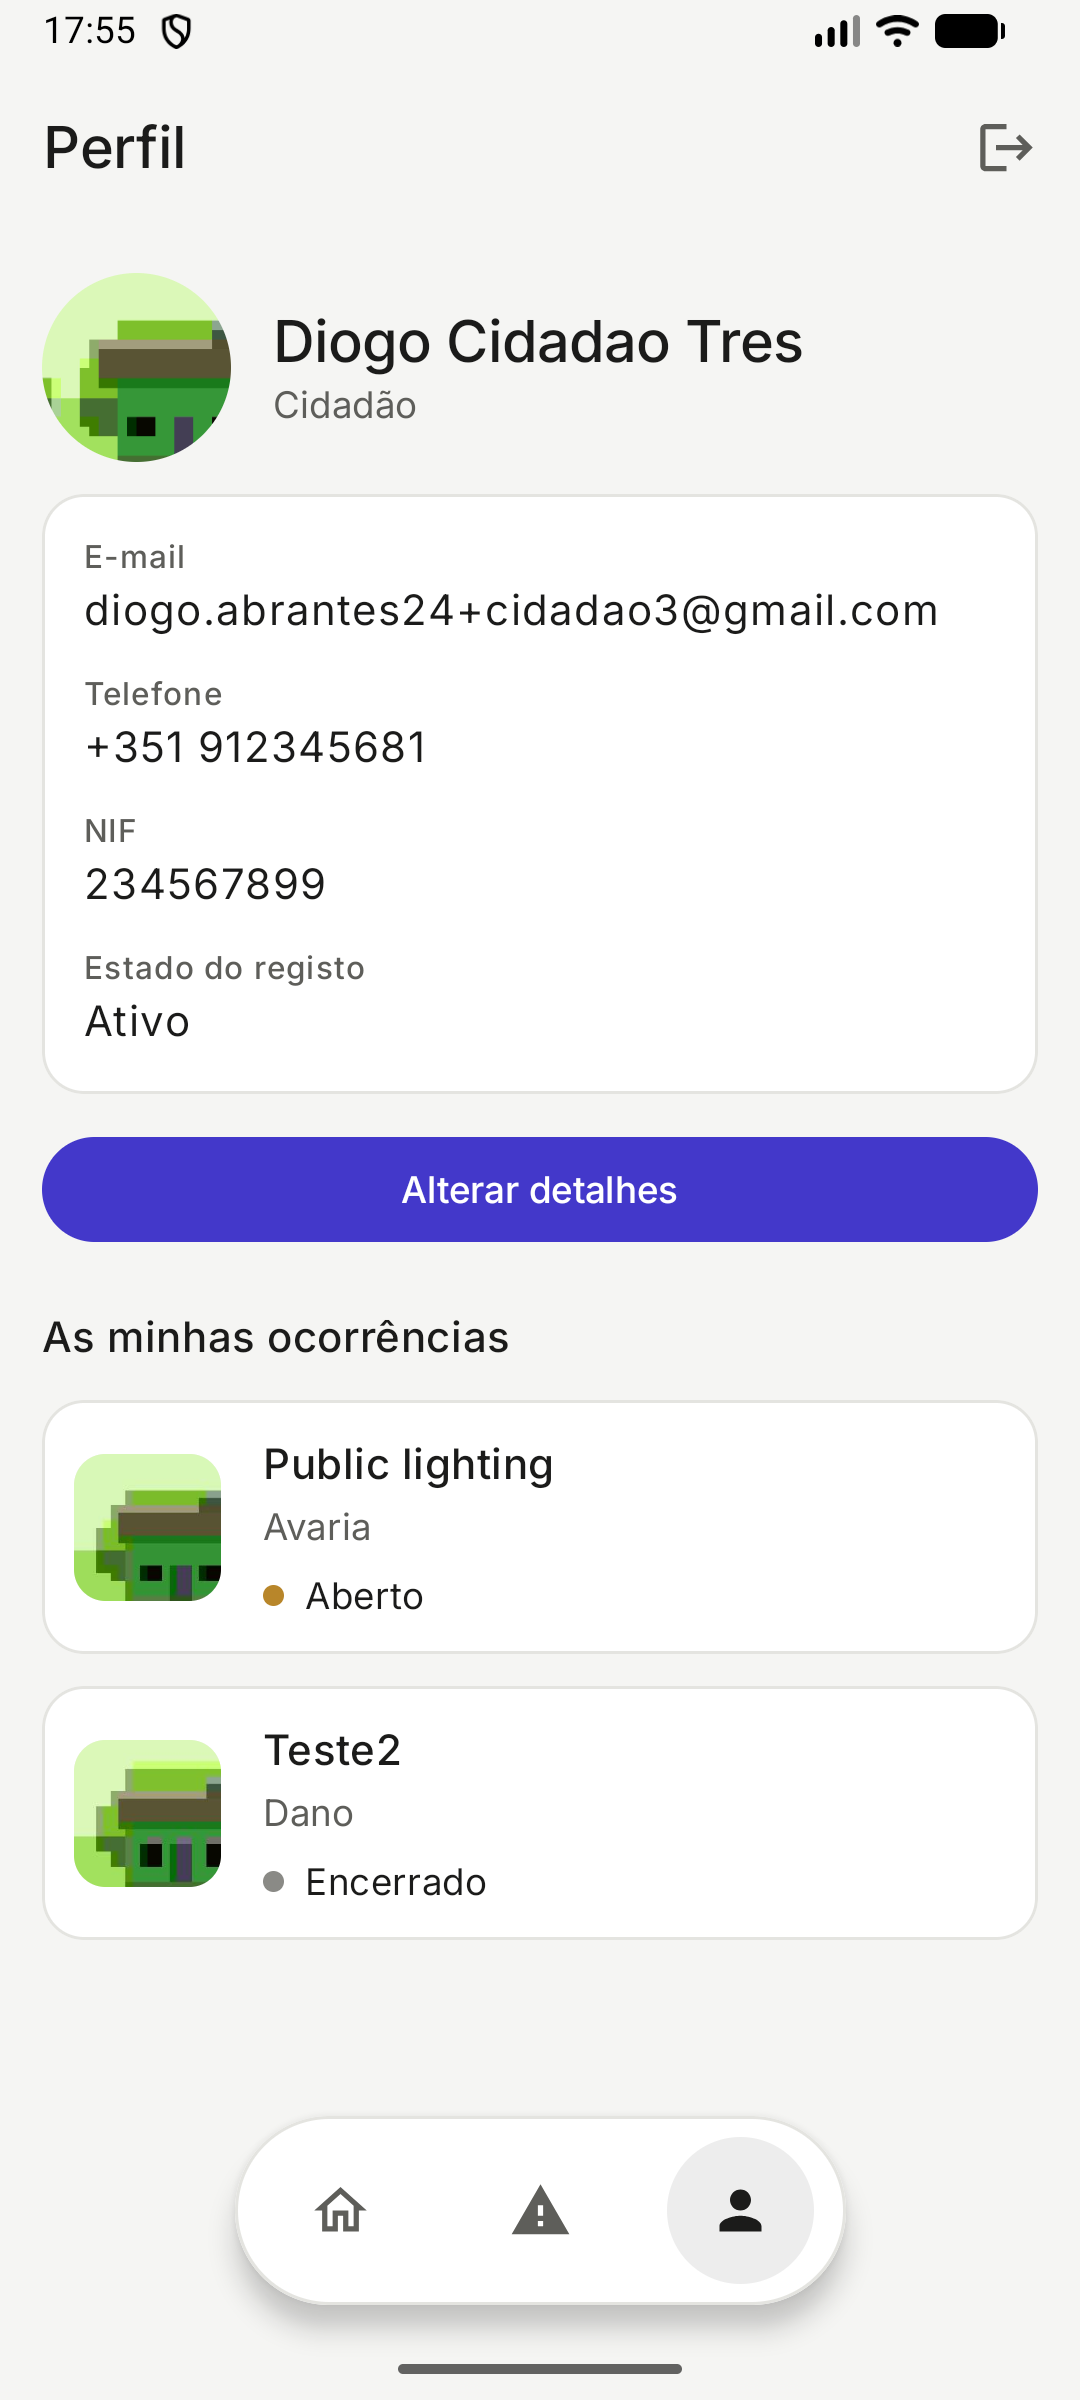 17:55
Perfil
Diogo Cidadao Tres
Cidadão
E-mail
diogo.abrantes24+cidadao3@gmail.com
Telefone
+351 912345681
NIF
234567899
Estado do registo
Ativo
Alterar detalhes
As minhas ocorrências
Public lighting
Avaria
Aberto
Teste2
Dano
Encerrado